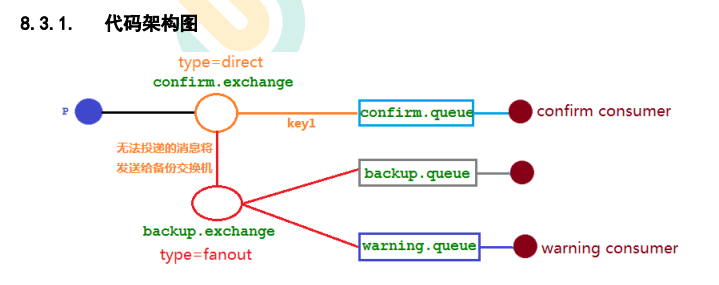 8.3.1. 代码架构图
type=direct
confirm.exchange
P
key1
confirm.queue
confirm consumer
无法投递的消息将
发送给备份交换机
backup.queue
backup.exchange
type=fanout
warning.queue
warning consumer